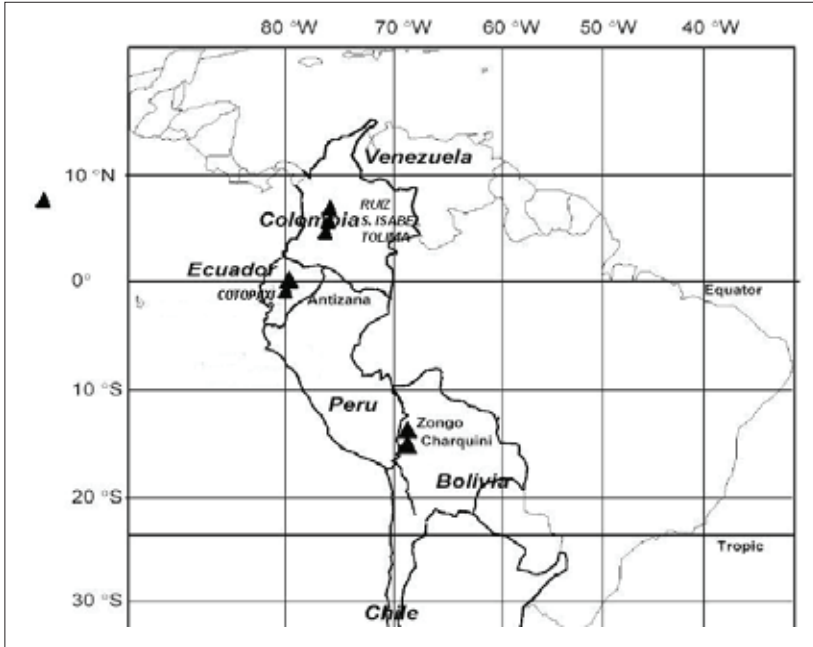 80 °W 70 °W 60 °W 50 °W 40 °W
Venezuela
10 °N
RUIZ
Colombia S. ISABEL
TOLIMA
Ecuador
0°
COTOPAXI Antizana
Equator
10 °S
Peru
Zongo
Charquini
Bolivia
20 °S
Tropic
30 °S
Chile